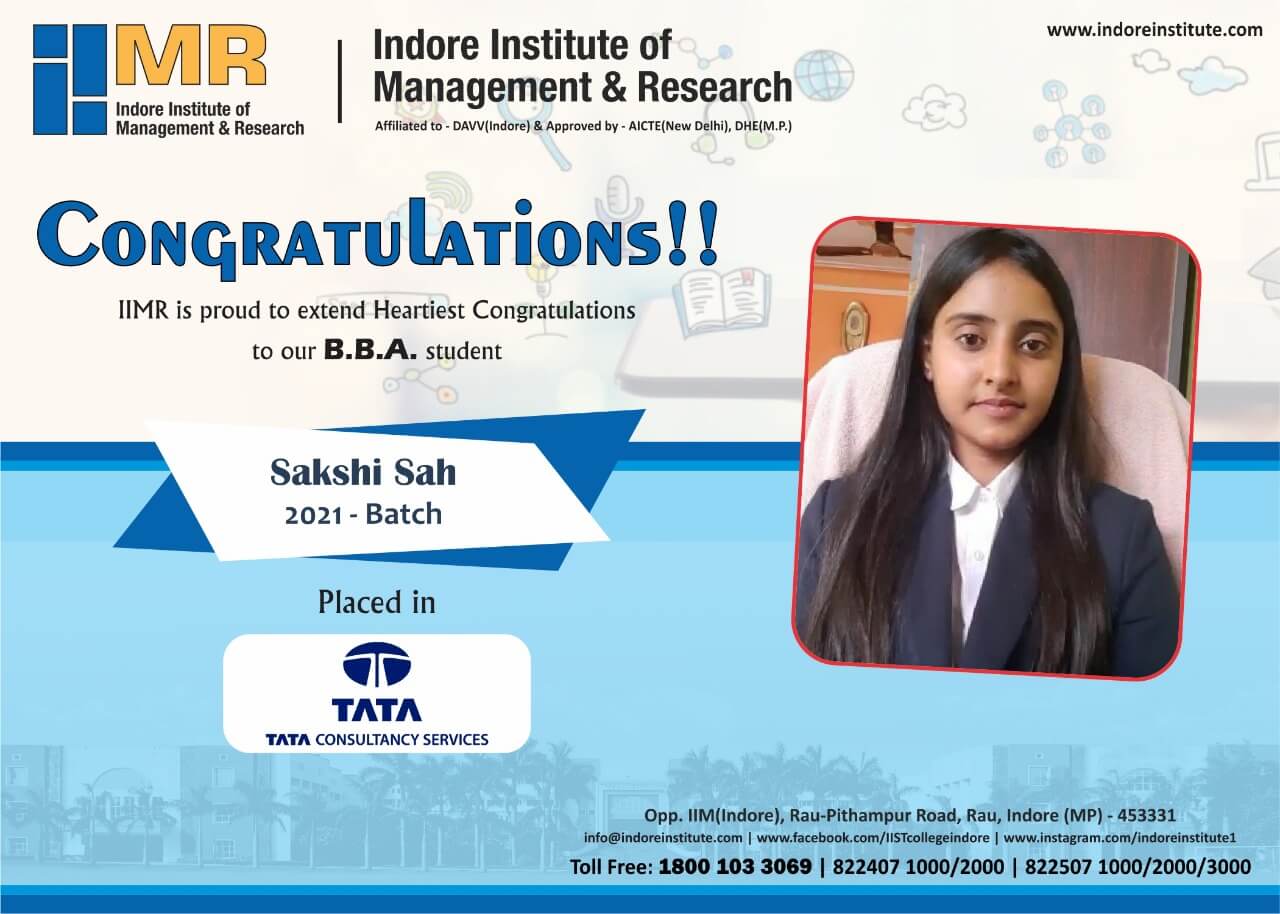 IIMR
Indore Institute of
Management & Research
Indore Institute of
Management & Research
Affiliated to - DAVV(Indore) & Approved by - AICTE(New Delhi), DHE(M.P.)
www.indoreinstitute.com
Congratulations!!
IIMR is proud to extend Heartiest Congratulations
to our B.B.A. student
Sakshi Sah
2021 - Batch
Placed in
TATA
TATA CONSULTANCY SERVICES
Opp. IIM(Indore), Rau-Pithampur Road, Rau, Indore (MP) - 453331
info@indoreinstitute.com | www.facebook.com/IISTcollegeindore | www.instagram.com/indoreinstitute1
Toll Free: 1800 103 3069 | 822407 1000/2000 | 822507 1000/2000/3000